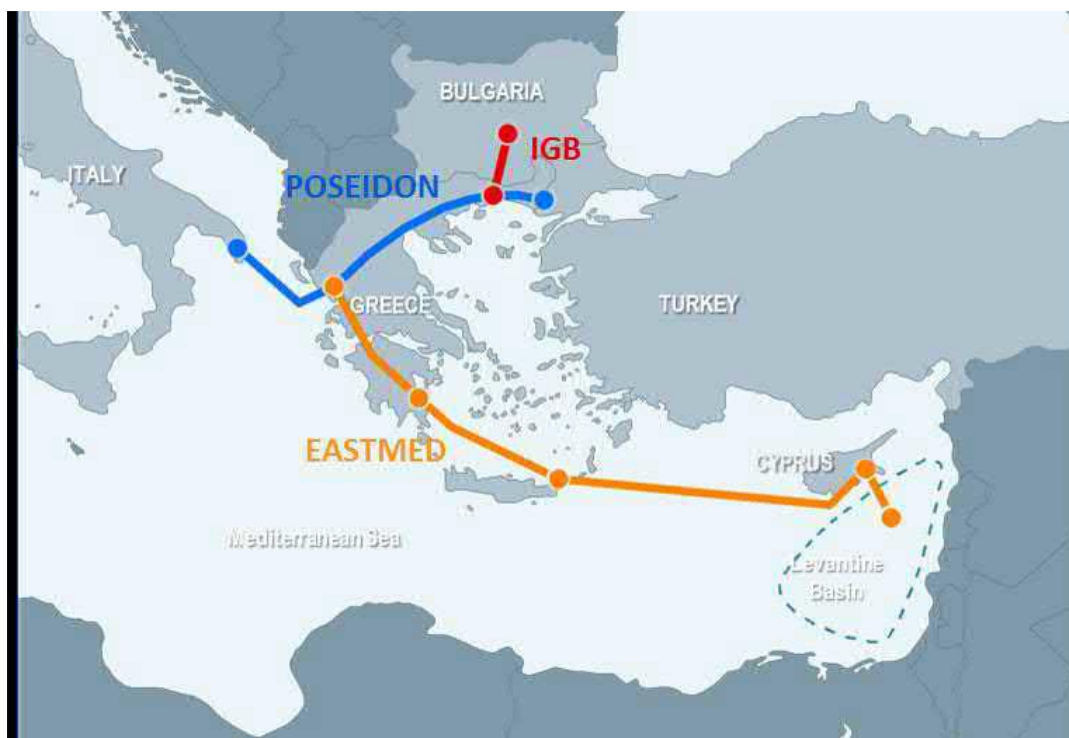 BULGARIA
IGB
ITALY
POSEIDON
GREECE
TURKEY
EASTMED
CYPRUS
Mediterranean Sea
Levantine
Basin